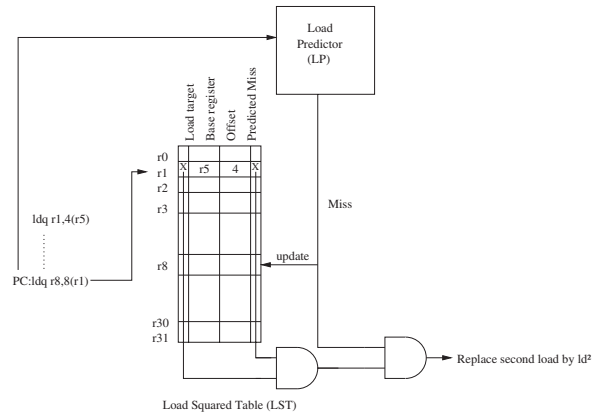 Load
Predictor
(LP)
Load target
Base register
Offset
Predicted Miss
r0
r1 X r5 4 X
r2
r3
ldq r1,4(r5)
Miss
update
r8
PC:ldq r8,8(r1)
r30
r31
Replace second load by ld²
Load Squared Table (LST)